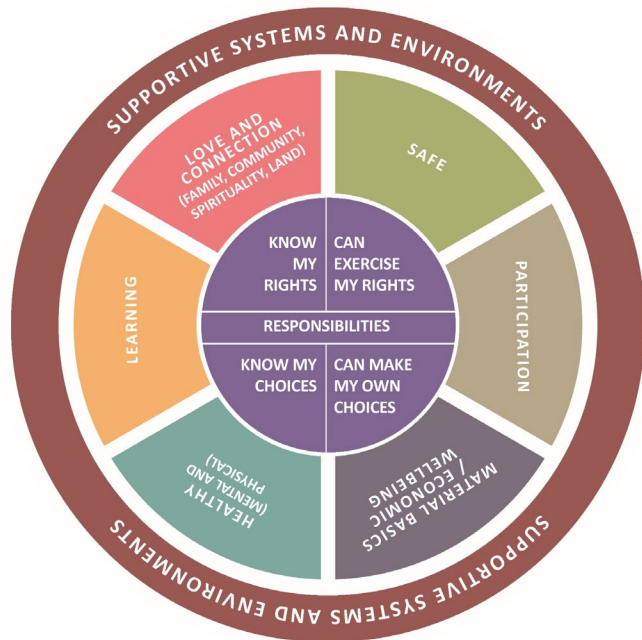 SUPPORTIVE SYSTEMS AND ENVIRONMENTS
LOVE AND
CONNECTION
(FAMILY, COMMUNITY,
SPIRITUALITY, LAND)
SAFE
PARTICIPATION
MATERIAL BASICS
/ ECONOMIC
WELLBEING
HEALTHY
(MENTAL AND
PHYSICAL)
LEARNING
KNOW
MY
RIGHTS
CAN
EXERCISE
MY RIGHTS
RESPONSIBILITIES
KNOW MY
CHOICES
CAN MAKE
MY OWN
CHOICES
SUPPORTIVE SYSTEMS AND ENVIRONMENTS